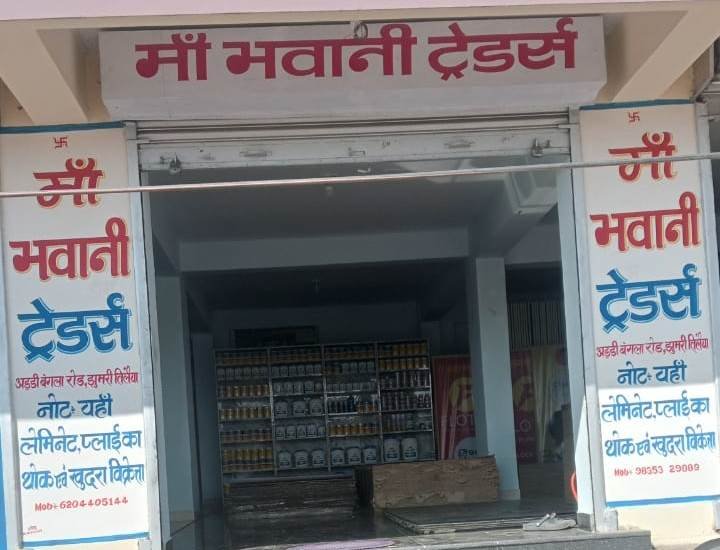 माँ भवानी ट्रेडर्स
माँ
भवानी
ट्रेडर्स
अड्डी बंगला रोड, झुमरी तिलैया
नोट:- यहाँ
लेमिनेट, प्लाई का
थोक एवं खुदरा विक्रेता
Mob:- 6204405144
माँ
भवानी
ट्रेडर्स
अड्डी बंगला रोड, झुमरी तिलैया
नोट:- यहाँ
लेमिनेट, प्लाई का
थोक एवं खुदरा विक्रेता
Mob:- 98353 29089